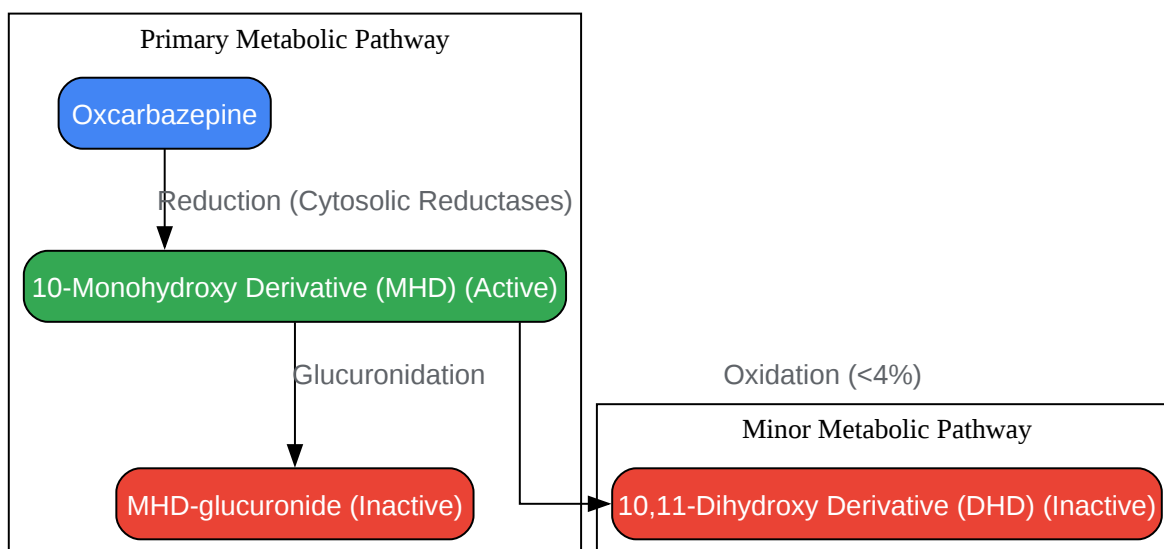 Primary Metabolic Pathway
Oxcarbazepine
Reduction (Cytosolic Reductases)
10-Monohydroxy Derivative (MHD) (Active)
Glucuronidation
Oxidation (<4%)
Minor Metabolic Pathway
MHD-glucuronide (Inactive)
10,11-Dihydroxy Derivative (DHD) (Inactive)